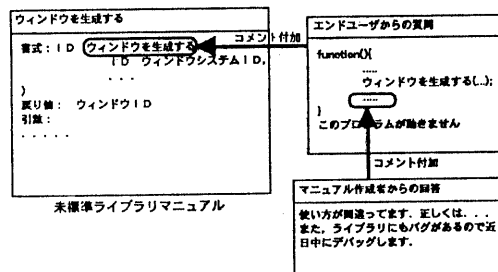 ウィンドウを生成する
書式：ＩＤ　ウィンドウを生成する
ＩＤ　ウィンドウシステムＩＤ，
．．．
）
戻り値：　ウィンドウＩＤ
引数：
．．．．．
未標準ライブラリマニュアル
コメント付加
エンドユーザからの質問
function(){
.....
ウィンドウを生成する(...);
.....
}
このプログラムが動きません
コメント付加
マニュアル作成者からの回答
使い方が間違ってます．正しくは．．．
また，ライブラリにもバグがあるので近
日中にデバッグします．